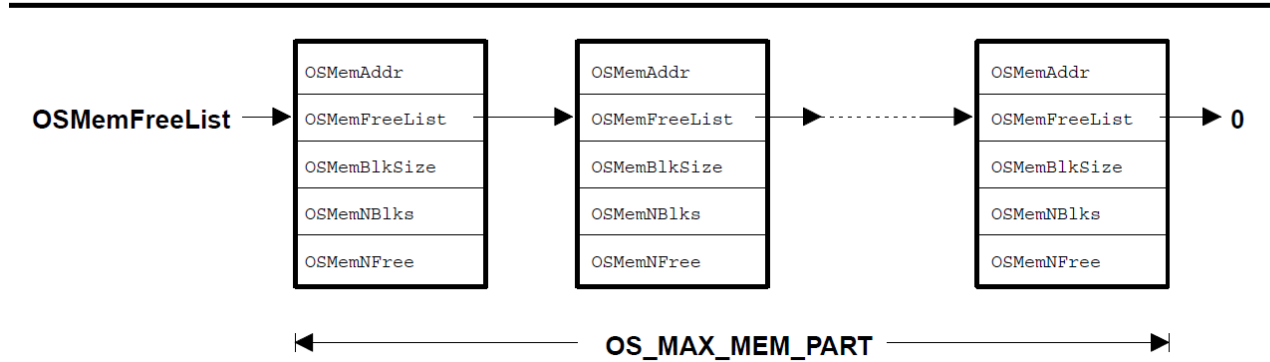 OSMemAddr OSMemAddr OSMemAddr
OSMemFreeList OSMemFreeList OSMemFreeList OSMemFreeList 0
OSMemBlkSize OSMemBlkSize OSMemBlkSize
OSMemNBlks OSMemNBlks OSMemNBlks
OSMemNFree OSMemNFree OSMemNFree
OS_MAX_MEM_PART